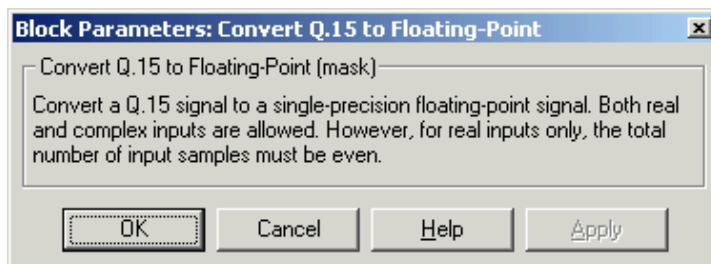 Block Parameters: Convert Q.15 to Floating-Point
Convert Q.15 to Floating-Point (mask)
Convert a Q.15 signal to a single-precision floating-point signal. Both real
and complex inputs are allowed. However, for real inputs only, the total
number of input samples must be even.
OK Cancel Help Apply